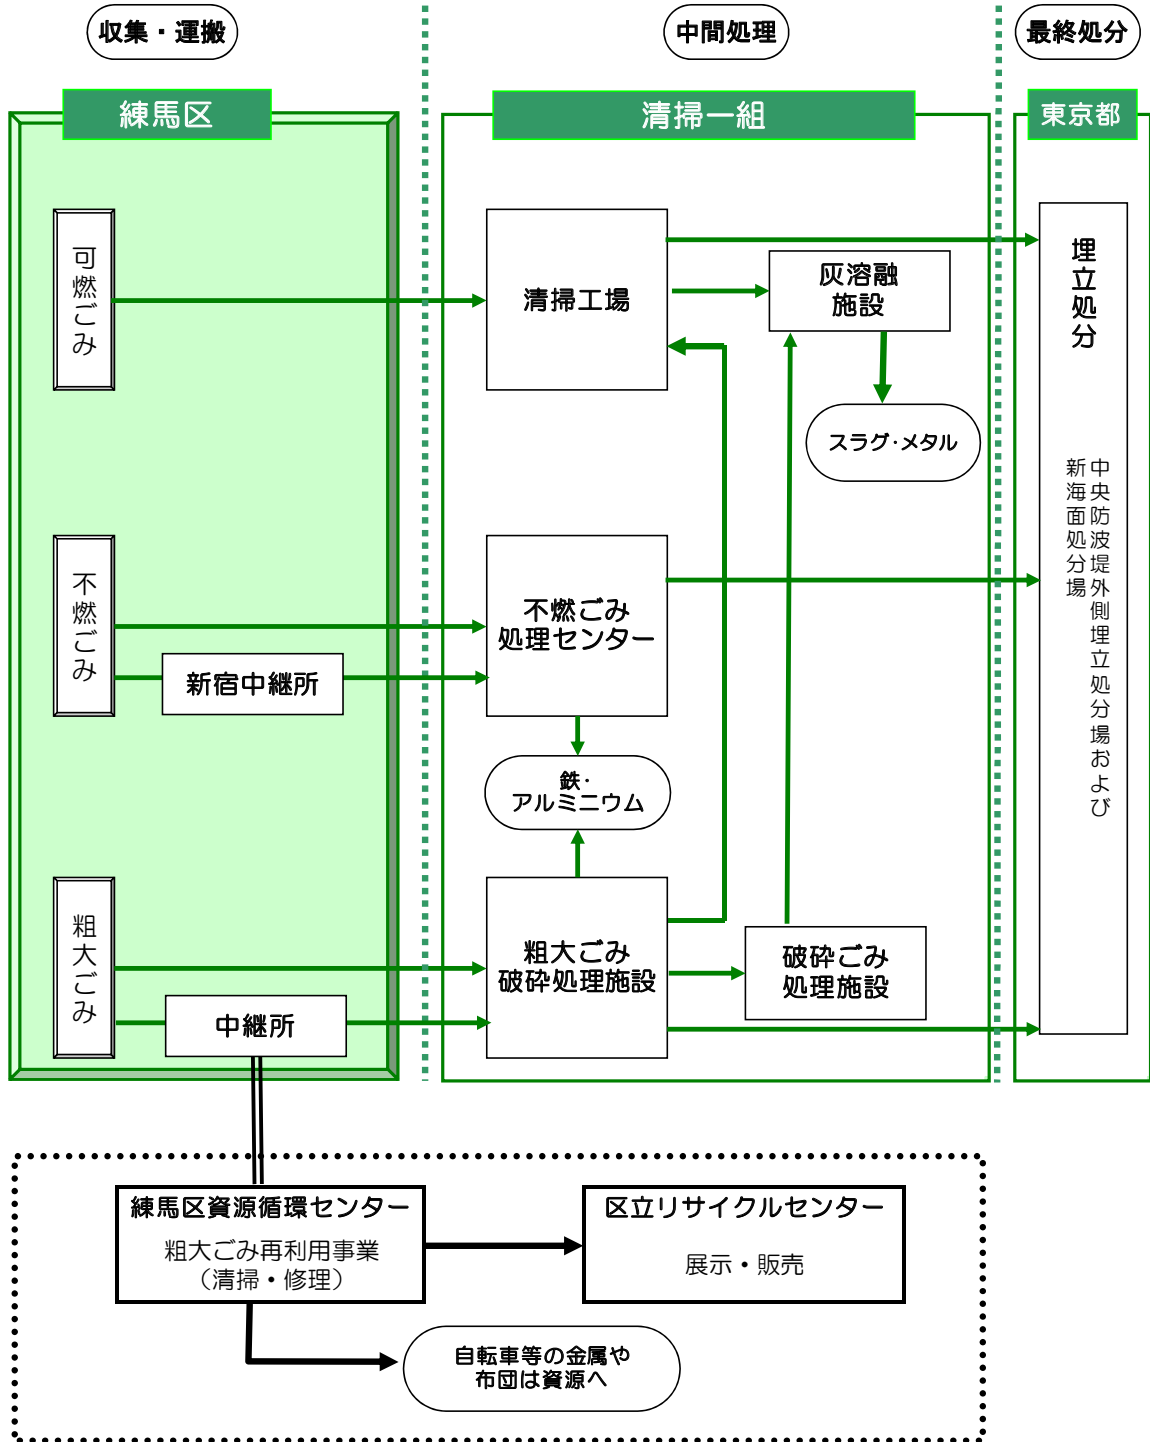 収集・運搬
中間処理
最終処分
練馬区
清掃一組
東京都
可燃ごみ
清掃工場
灰溶融
施設
スラグ・メタル
埋立処分
中央防波堤外側埋立処分場および
新海面処分場
不燃ごみ
新宿中継所
不燃ごみ
処理センター
鉄・
アルミニウム
粗大ごみ
中継所
粗大ごみ
破砕処理施設
破砕ごみ
処理施設
練馬区資源循環センター
粗大ごみ再利用事業
(清掃・修理)
区立リサイクルセンター
展示・販売
自転車等の金属や
布団は資源へ